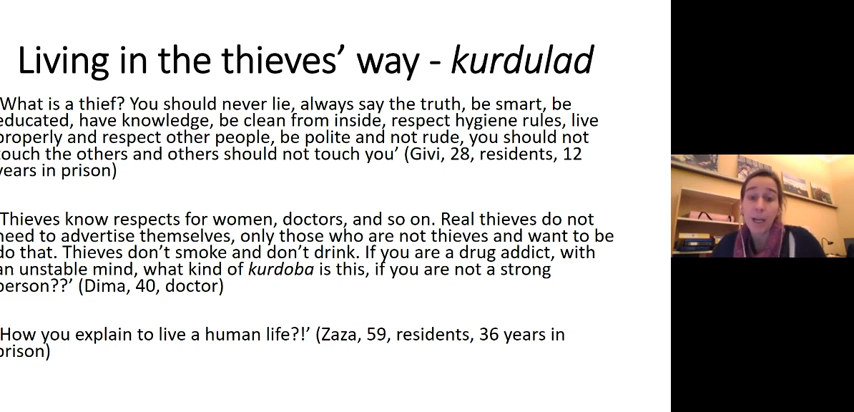 Living in the thieves' way - kurdulad
What is a thief? You should never lie, always say the truth, be smart, be
educated, have knowledge, be clean from inside, respect hygiene rules, live
properly and respect other people, be polite and not rude, you should not
touch the others and others should not touch you' (Givi, 28, residents, 12
years in prison)
Thieves know respects for women, doctors, and so on. Real thieves do not
need to advertise themselves, only those who are not thieves and want to be
do that. Thieves don't smoke and don't drink. If you are a drug addict, with
an unstable mind, what kind of kurdoba is this, if you are not a strong
person??' (Dima, 40, doctor)
How you explain to live a human life?!' (Zaza, 59, residents, 36 years in
prison)